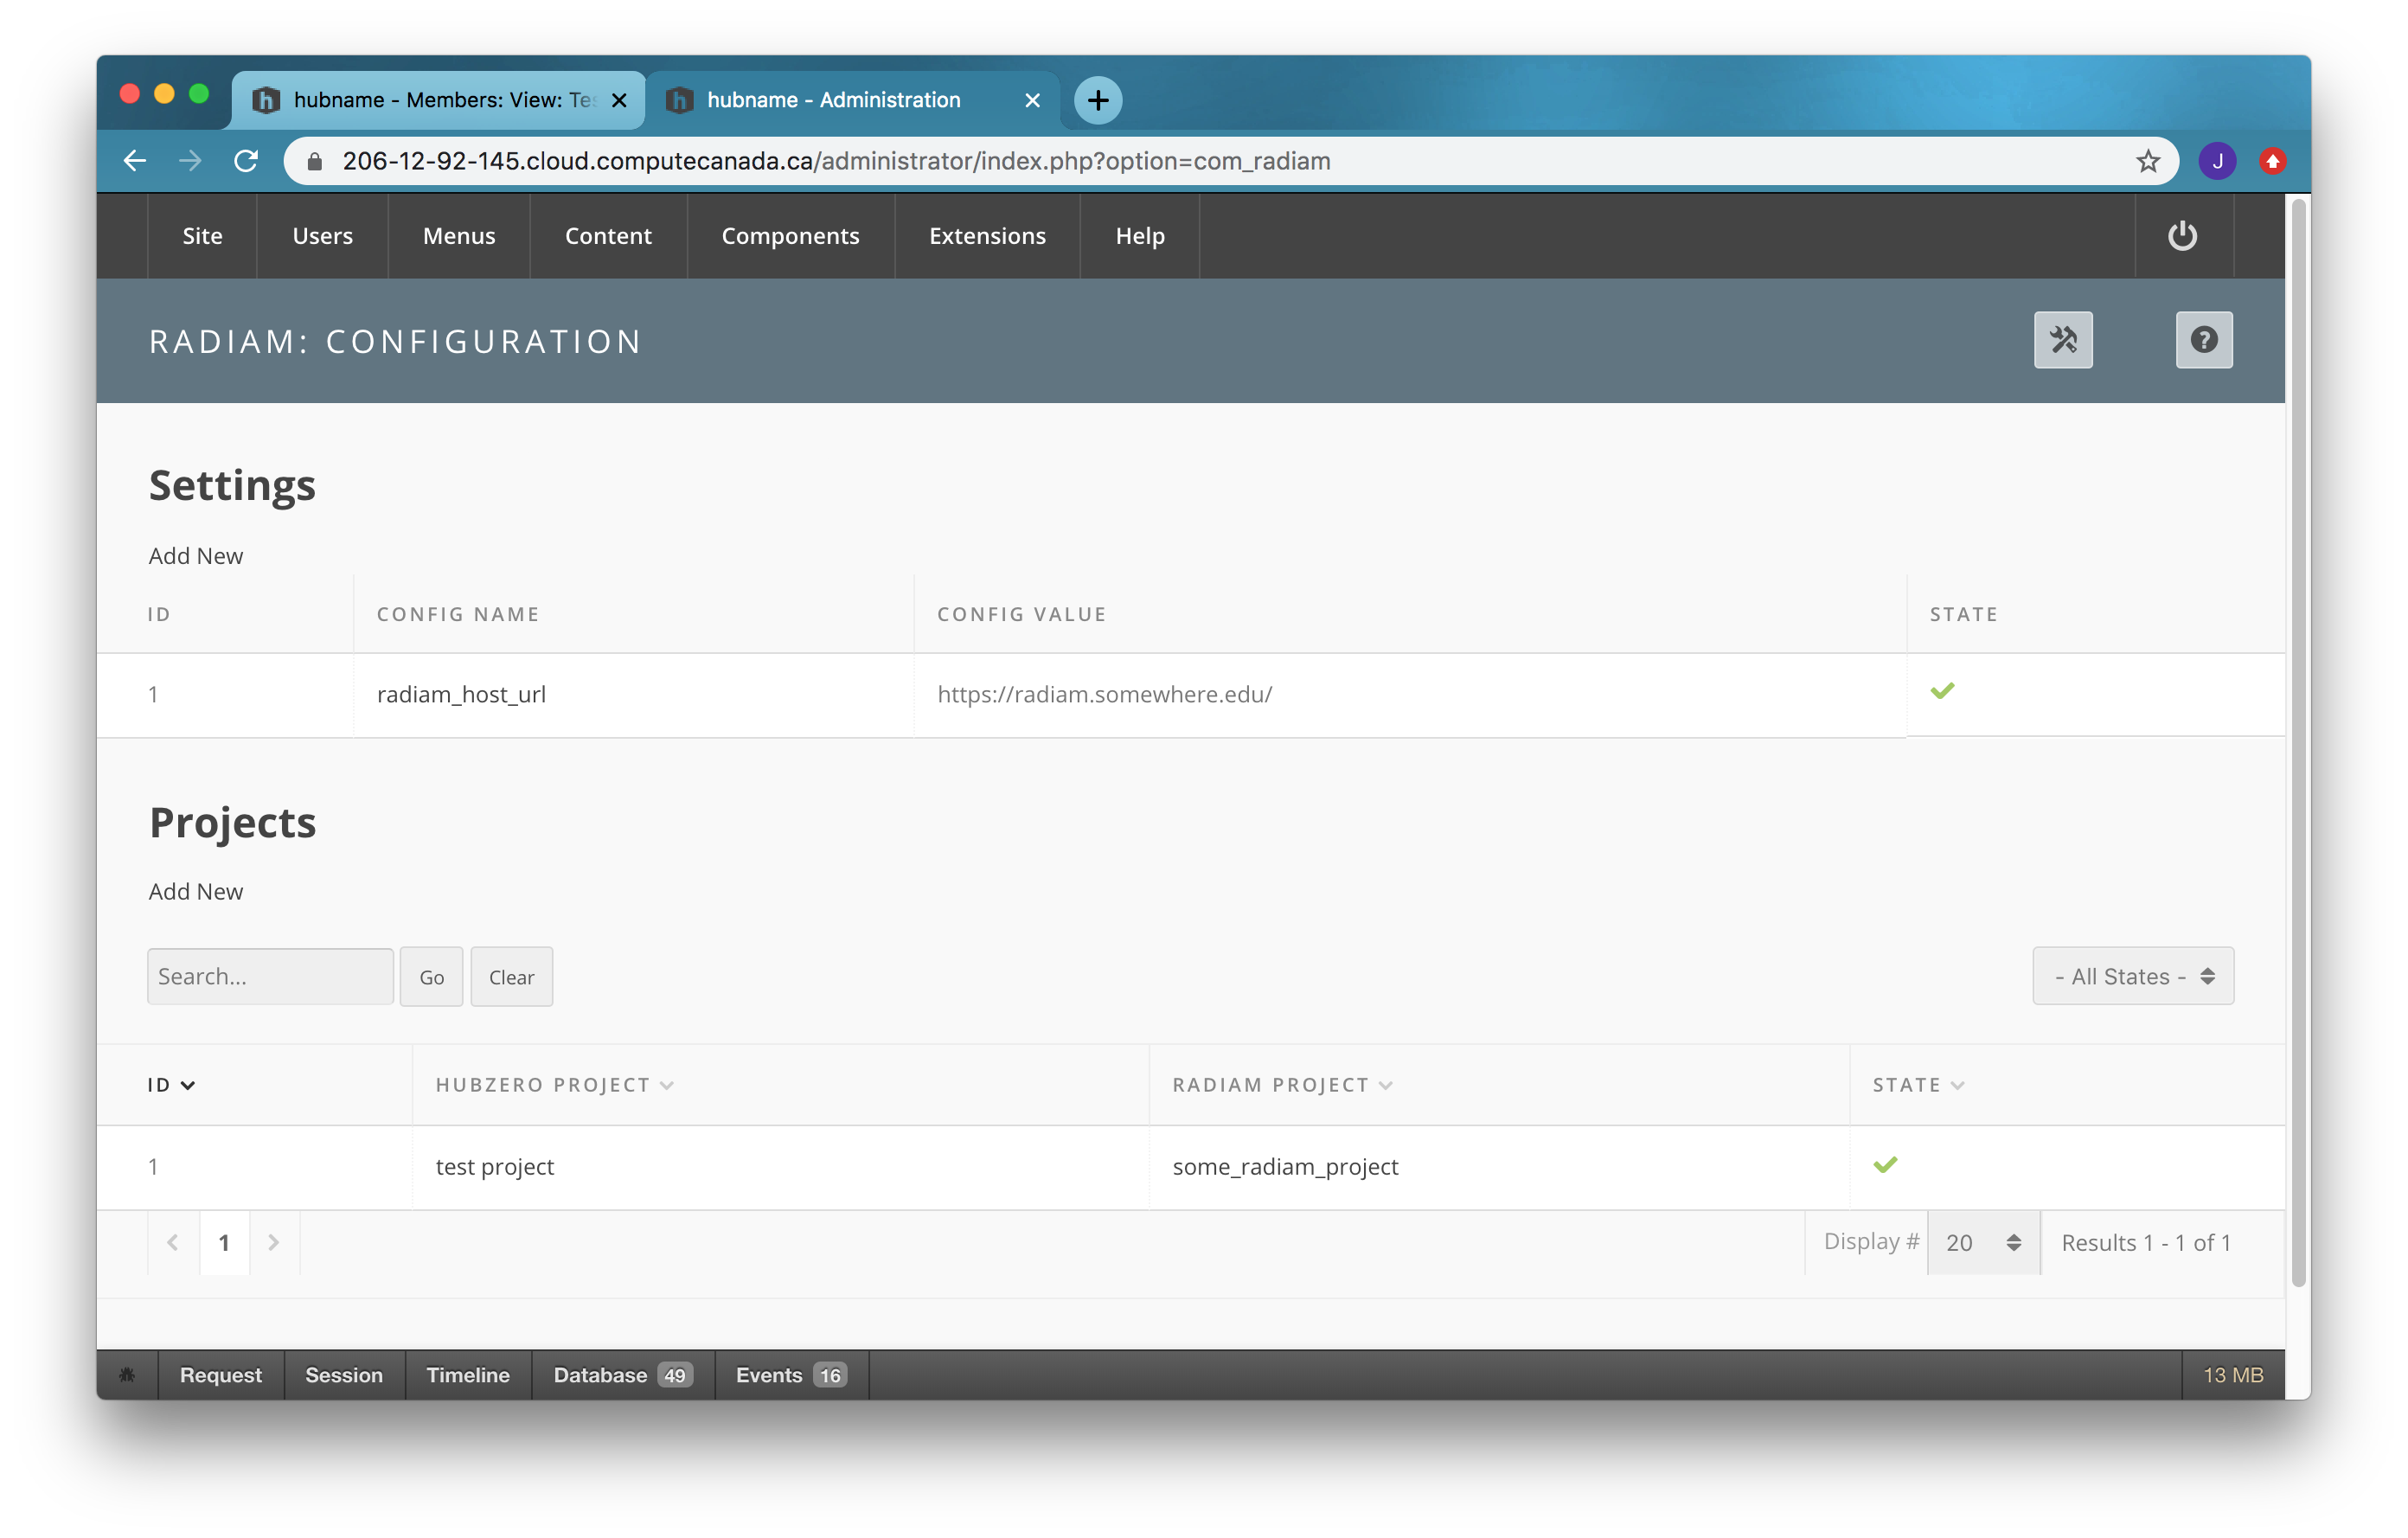 hubname - Members: View: Tes
hubname - Administration
206-12-92-145.cloud.computecanada.ca/administrator/index.php?option=com_radiam
J
Site Users Menus Content Components Extensions Help
RADIAM: CONFIGURATION
Settings
Add New
ID CONFIG NAME CONFIG VALUE STATE
1 radiam_host_url https://radiam.somewhere.edu/
Projects
Add New
Search... Go Clear - All States -
ID HUBZERO PROJECT RADIAM PROJECT STATE
1 test project some_radiam_project
1 Display # 20 Results 1 - 1 of 1
Request Session Timeline Database 49 Events 16 13 MB